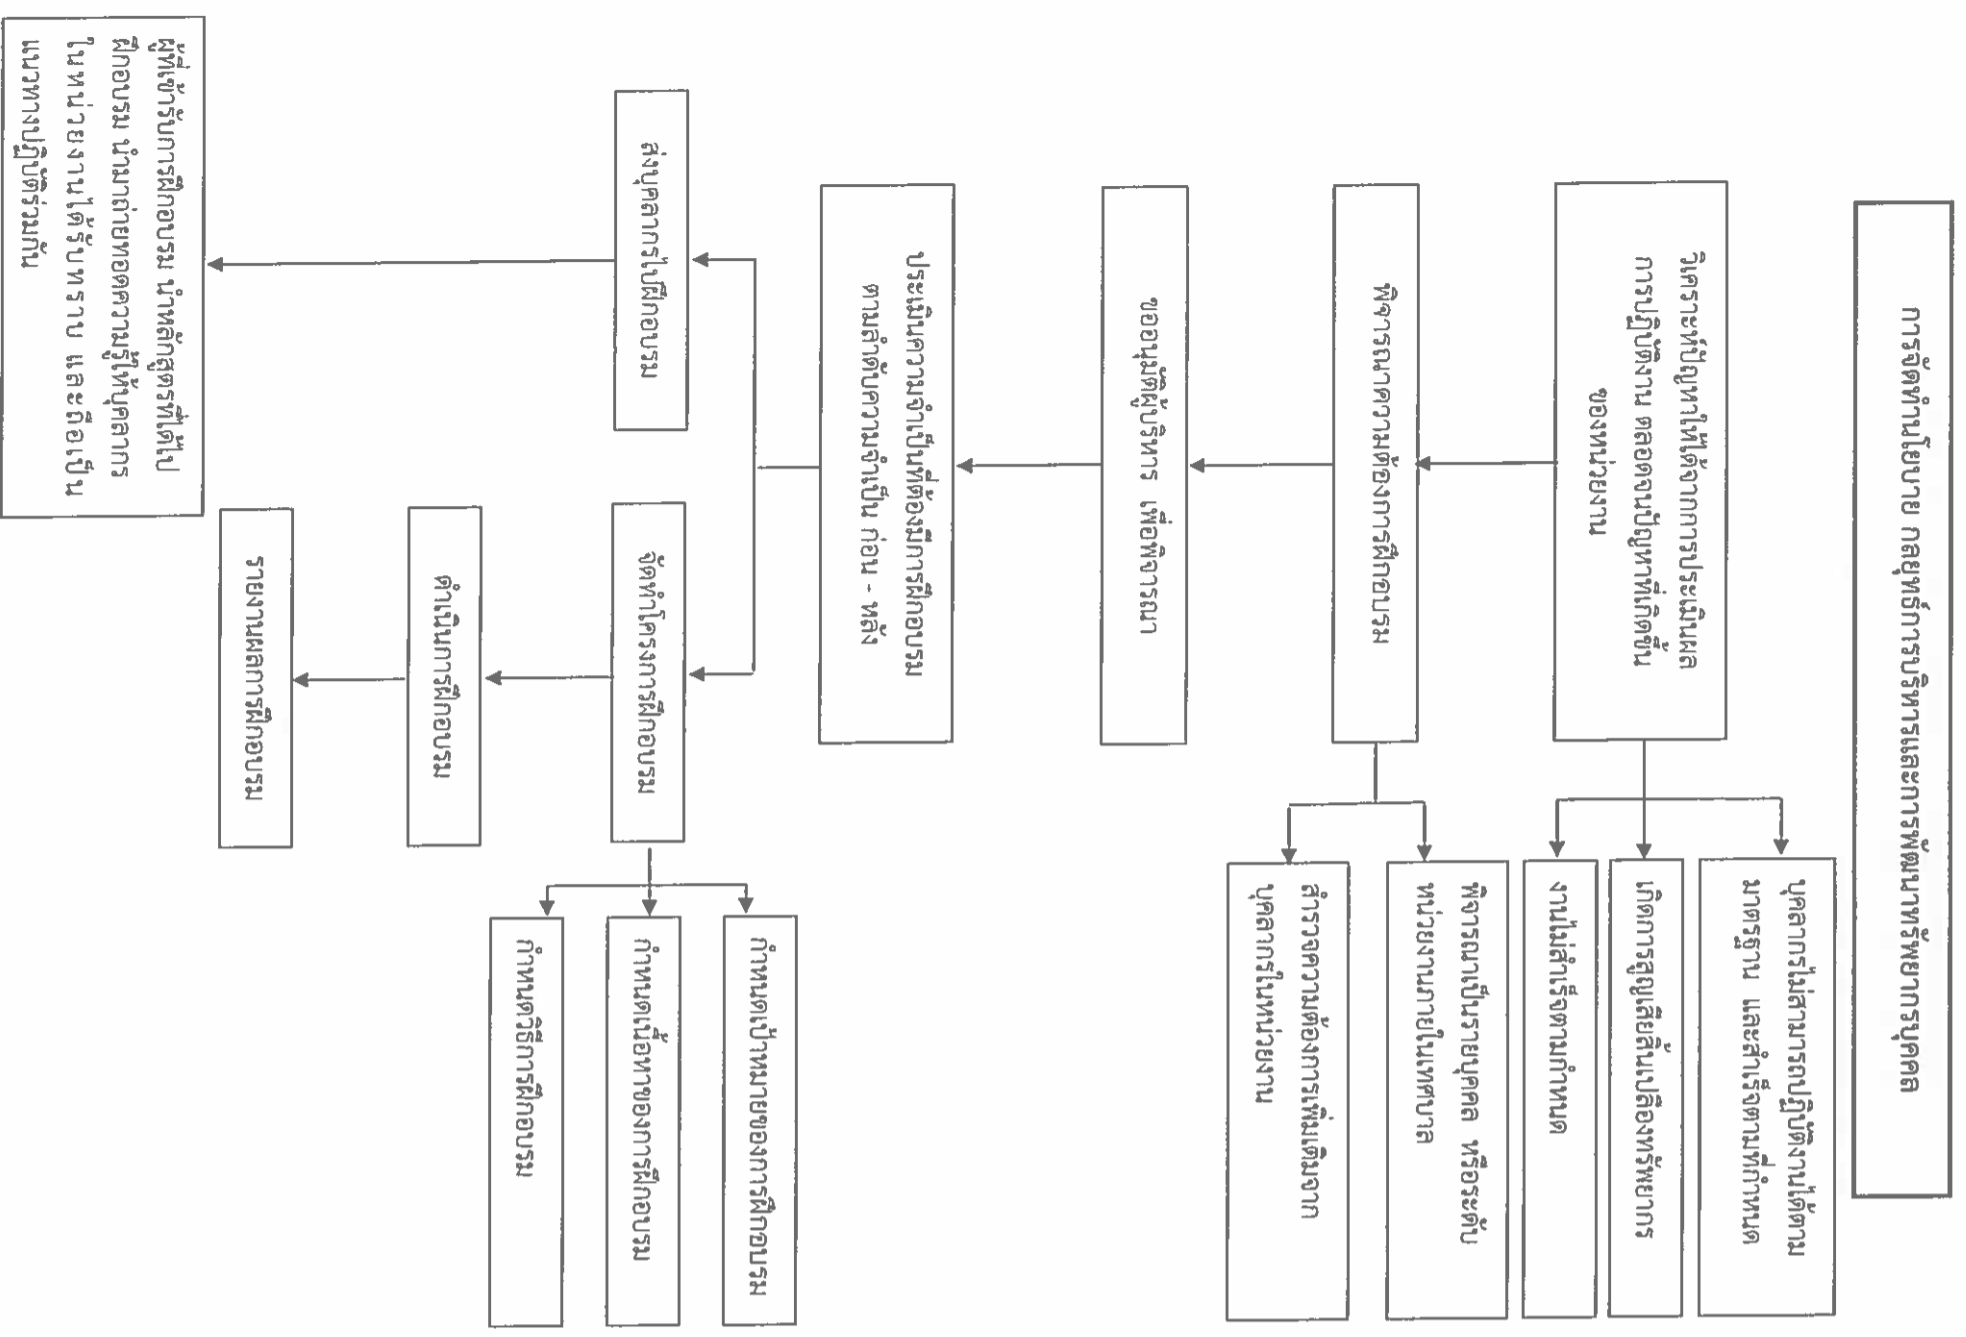 การจัดทำนโยบาย กลยุทธ์การบริหารและการพัฒนาทรัพยากรบุคคล
วิเคราะห์ปัญหาให้ได้จากการประเมินผล
การปฏิบัติงาน ตลอดจนปัญหาที่เกิดขึ้น
ของหน่วยงาน
บุคลากรไม่สามารถปฏิบัติงานได้ตาม
มาตรฐาน และสำเร็จตามที่กำหนด
เกิดการสูญเสียสิ้นเปลืองทรัพยากร
งานไม่สำเร็จตามกำหนด
พิจารณาความต้องการฝึกอบรม
พิจารณาเป็นรายบุคคล หรือระดับ
หน่วยงานภายในเทศบาล
สำรวจความต้องการเพิ่มเติมจาก
บุคลากรในหน่วยงาน
ขออนุมัติผู้บริหาร เพื่อพิจารณา
ประเมินความจำเป็นที่ต้องมีการฝึกอบรม
ตามลำดับความจำเป็น ก่อน - หลัง
ส่งบุคลากรไปฝึกอบรม
จัดทำโครงการฝึกอบรม
กำหนดเป้าหมายของการฝึกอบรม
กำหนดเนื้อหาของการฝึกอบรม
กำหนดวิธีการฝึกอบรม
ดำเนินการฝึกอบรม
รายงานผลการฝึกอบรม
ผู้ที่เข้ารับการฝึกอบรม นำหลักสูตรที่ได้ไป
ฝึกอบรม นำมาถ่ายทอดความรู้ให้บุคลากร
ในหน่วยงานได้รับทราบ และถือเป็น
แนวทางปฏิบัติร่วมกัน